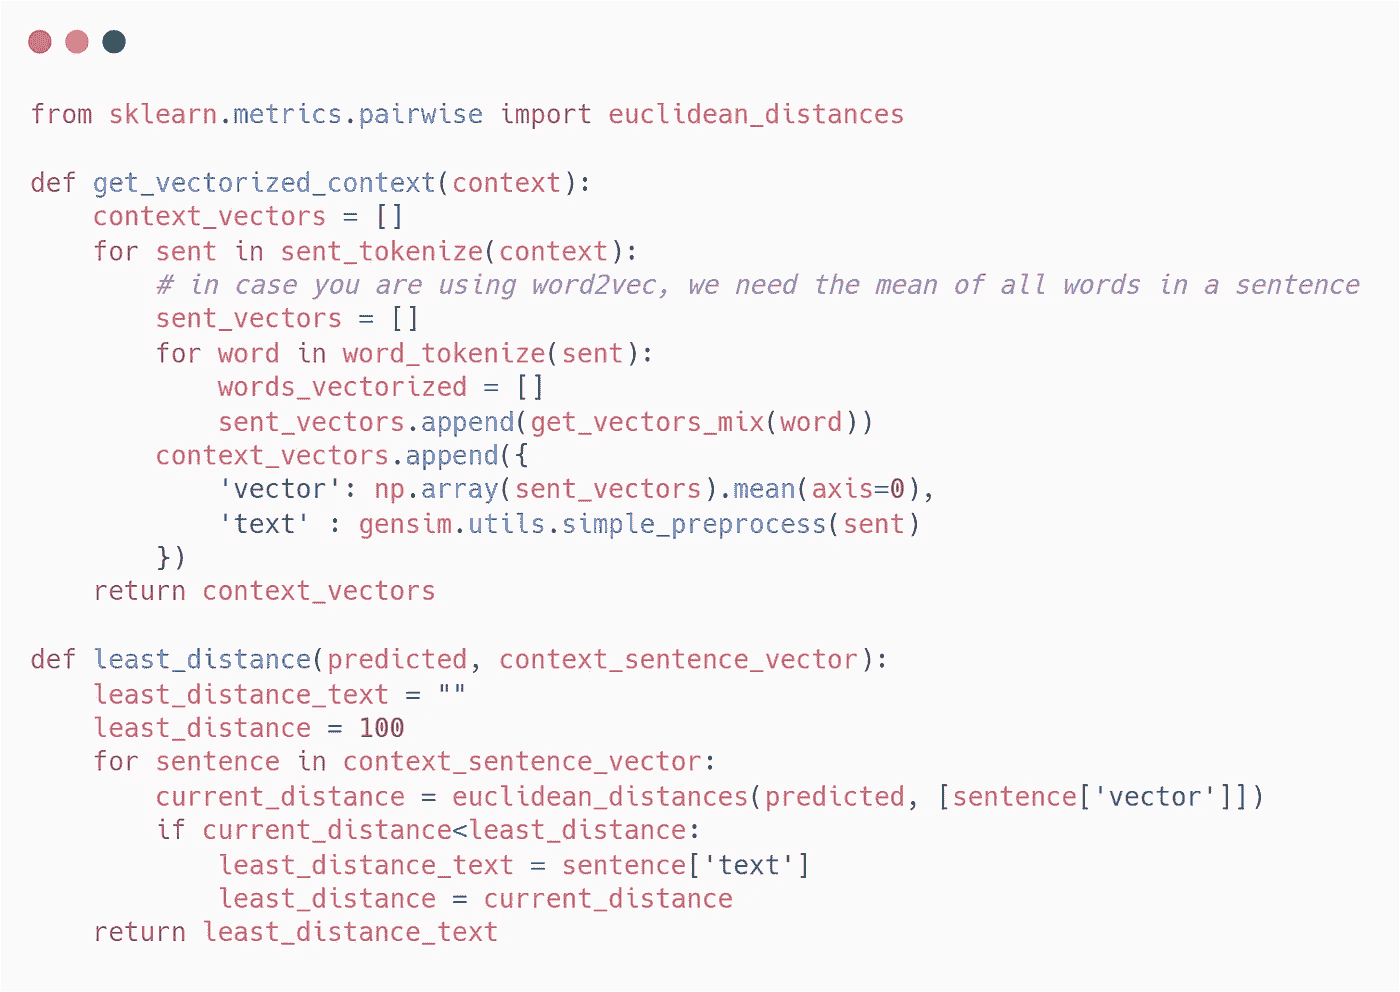 from sklearn.metrics.pairwise import euclidean_distances

def get_vectorized_context(context):
    context_vectors = []
    for sent in sent_tokenize(context):
        # in case you are using word2vec, we need the mean of all words in a sentence
        sent_vectors = []
        for word in word_tokenize(sent):
            words_vectorized = []
            sent_vectors.append(get_vectors_mix(word))
        context_vectors.append({
            'vector': np.array(sent_vectors).mean(axis=0),
            'text' : gensim.utils.simple_preprocess(sent)
        })
    return context_vectors

def least_distance(predicted, context_sentence_vector):
    least_distance_text = ""
    least_distance = 100
    for sentence in context_sentence_vector:
        current_distance = euclidean_distances(predicted, [sentence['vector']])
        if current_distance<least_distance:
            least_distance_text = sentence['text']
            least_distance = current_distance
    return least_distance_text